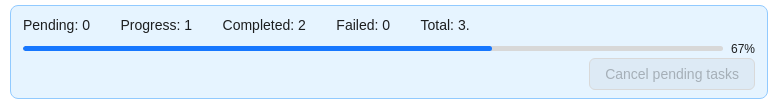 Pending: 0 Progress: 1 Completed: 2 Failed: 0 Total: 3.
67%
Cancel pending tasks